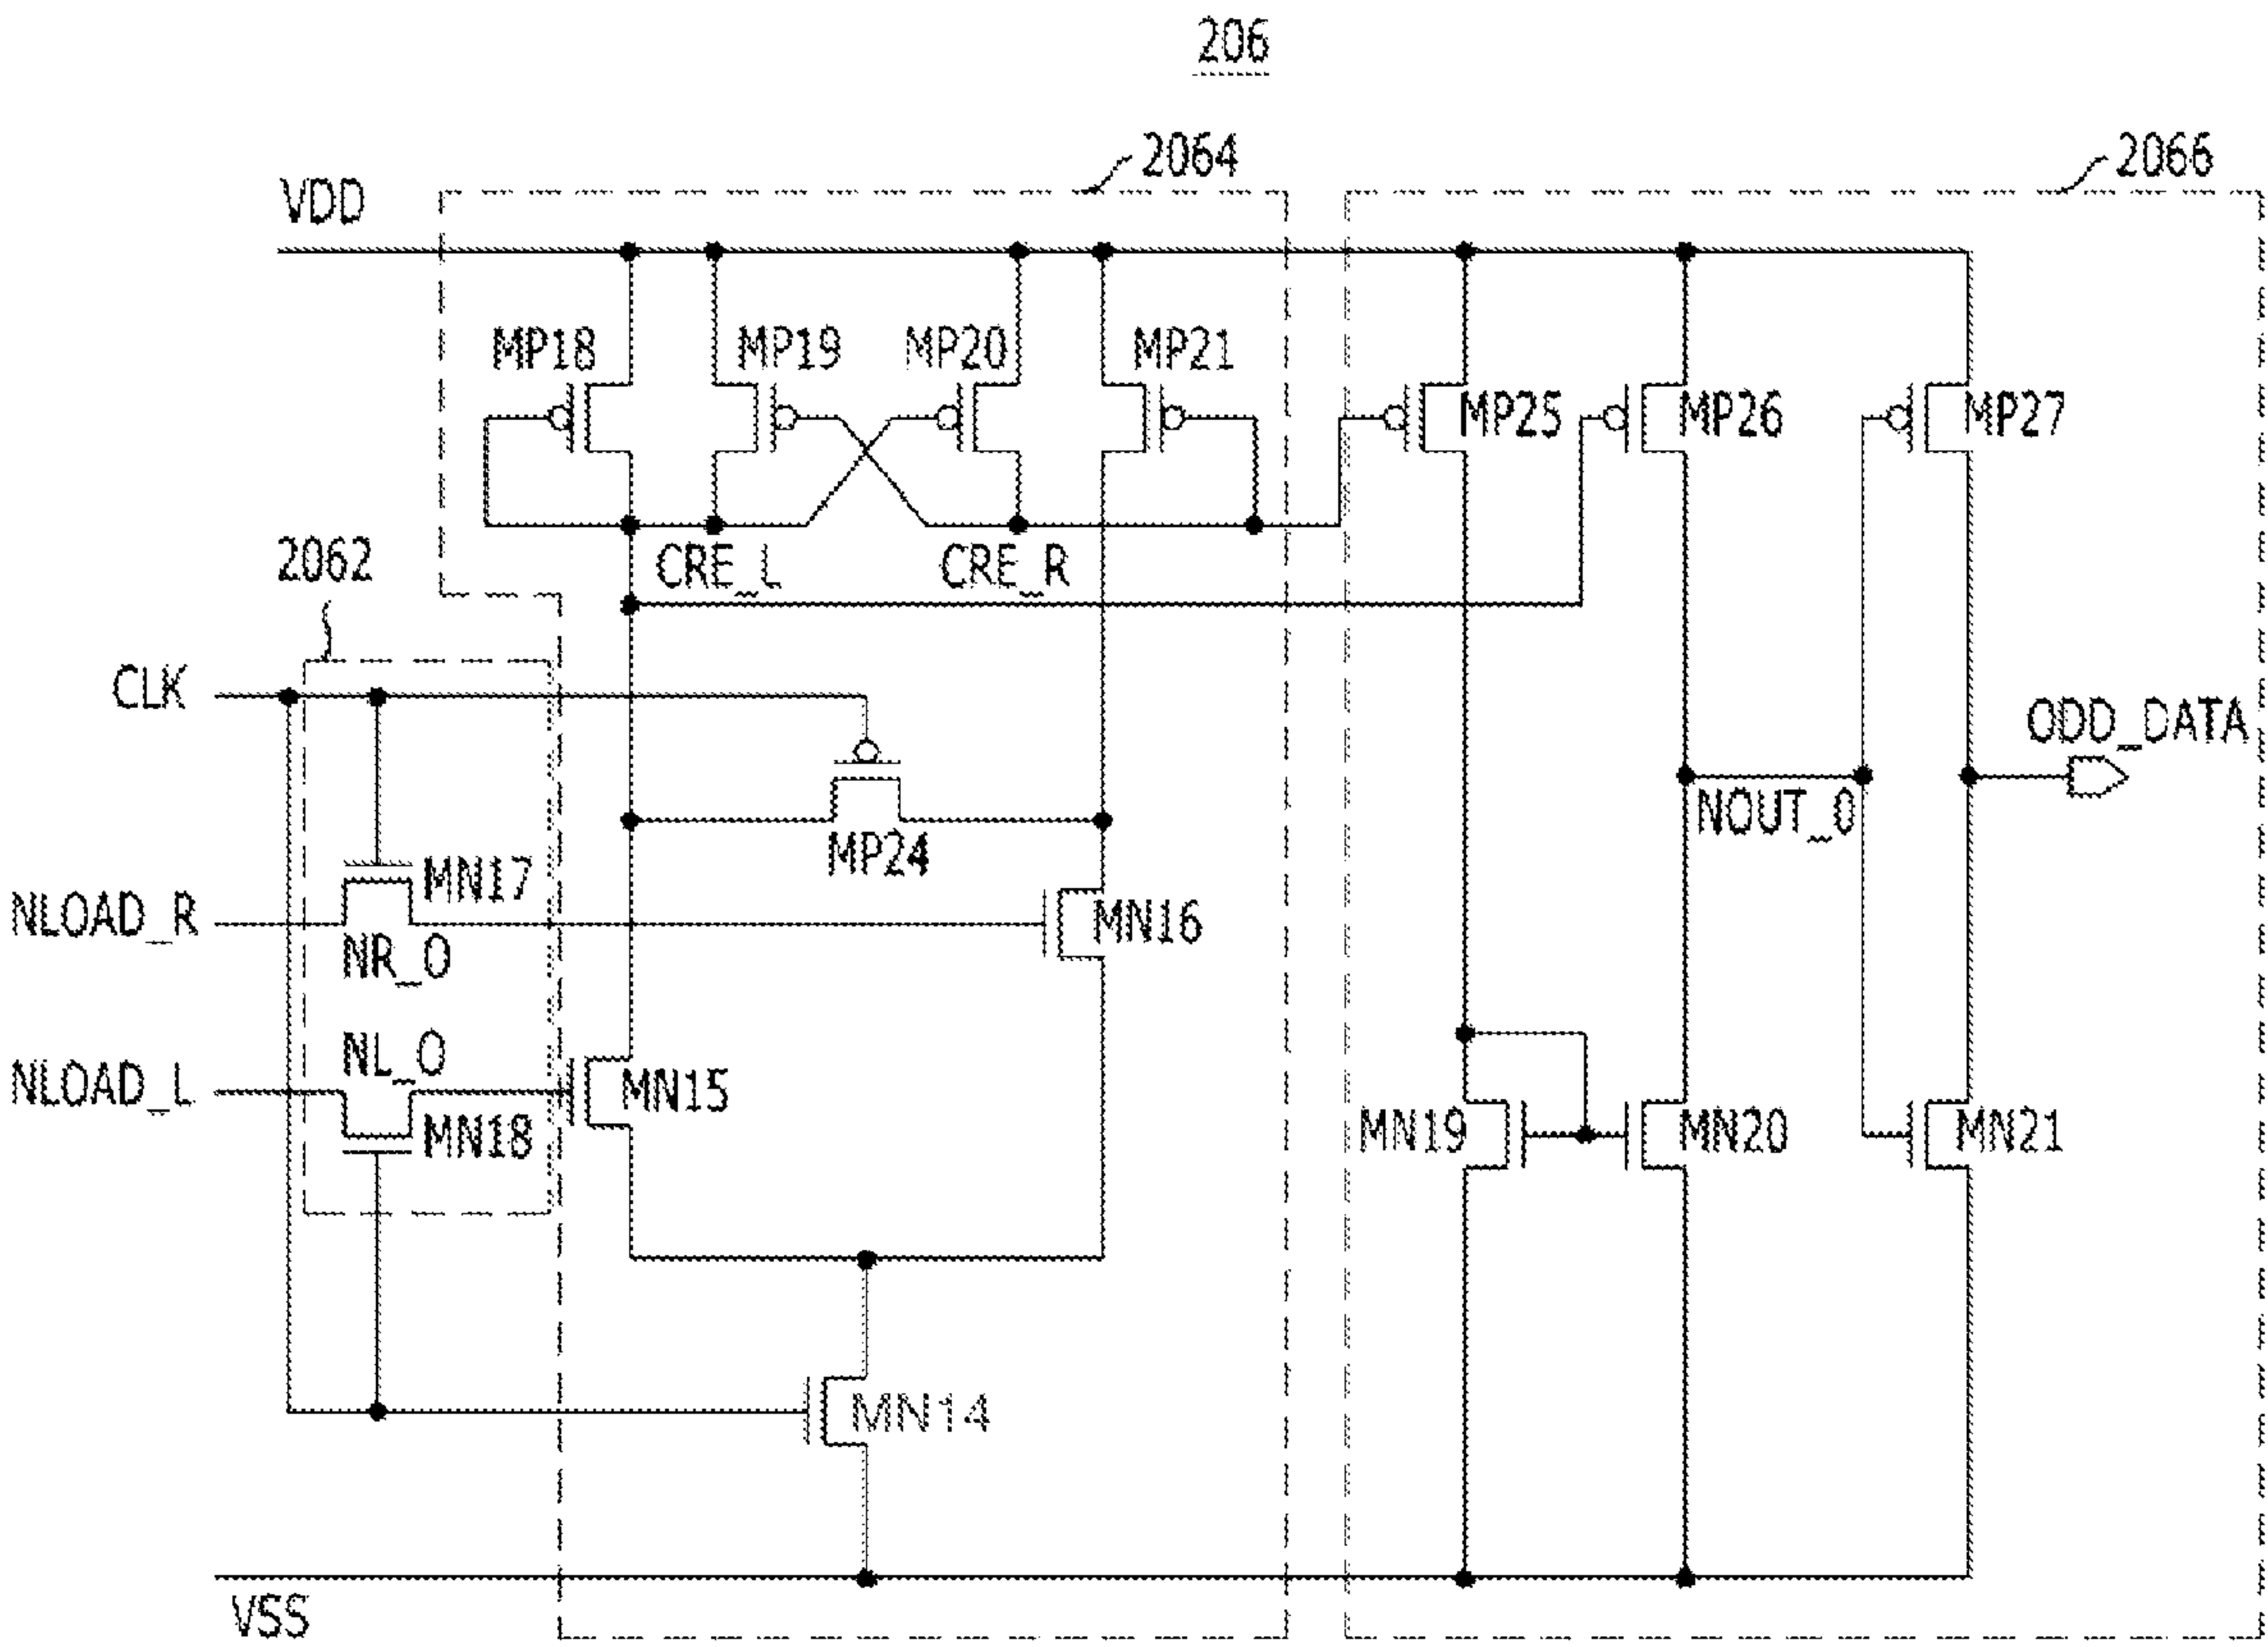 206
2064
2066
VDD
MP18
MP19
MP20
MP21
MP25
MP26
MP27
2062
CRE_L
CRE_R
CLK
ODD_DATA
NOUT_O
MP24
MN17
NLOAD_R
MN16
NR_O
NL_O
NLOAD_L
MN15
MN18
MN19
MN20
MN21
MN14
VSS